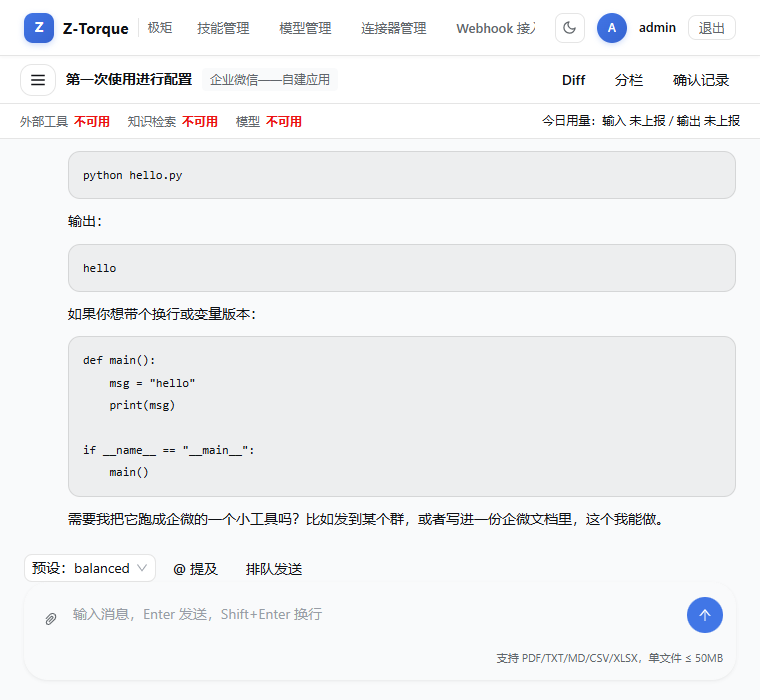 Z Z-Torque 极矩 技能管理 模型管理 连接器管理 Webhook 接 A admin 退出
第一次使用进行配置 企业微信——自建应用 Diff 分栏 确认记录
外部工具 不可用 知识检索 不可用 模型 不可用 今日用量：输入 未上报 / 输出 未上报
python hello.py
输出：
hello
如果你想带个换行或变量版本：
def main():
    msg = "hello"
    print(msg)
if __name__ == "__main__":
    main()
需要我把它跑成企微的一个小工具吗？比如发到某个群，或者写进一份企微文档里，这个我能做。
预设：balanced @ 提及 排队发送
输入消息，Enter 发送，Shift+Enter 换行
支持 PDF/TXT/MD/CSV/XLSX，单文件 ≤ 50MB